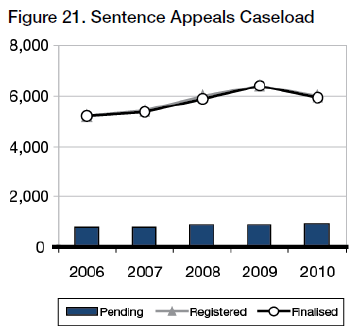 Figure 21. Sentence Appeals Caseload
8,000
6,000
4,000
2,000
0
2006 2007 2008 2009 2010
Pending Registered Finalised